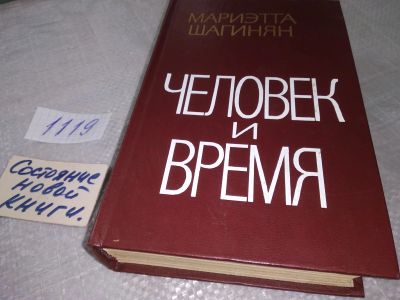 МАРИЭТТА
ШАГИНЯН
ЧЕЛОВЕК
И
ВРЕМЯ
1119
Состояние
новой
книги.